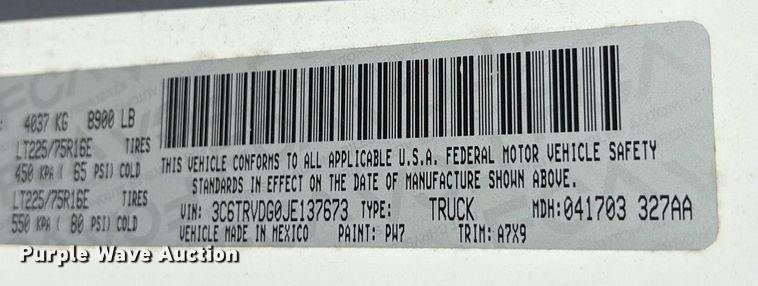 : 4037 KG 8900 LB
LT225/75R16E TIRES
450 KPA ( 65 PSI) COLD
LT225/75R16E TIRES
550 KPA ( 80 PSI) COLD
THIS VEHICLE CONFORMS TO ALL APPLICABLE U.S.A. FEDERAL MOTOR VEHICLE SAFETY
STANDARDS IN EFFECT ON THE DATE OF MANUFACTURE SHOWN ABOVE.
VIN: 3C6TRVDG0JE137673 TYPE: TRUCK MDH:041703 327AA
VEHICLE MADE IN MEXICO PAINT: PW7 TRIM: A7X9
Purple Wave Auction